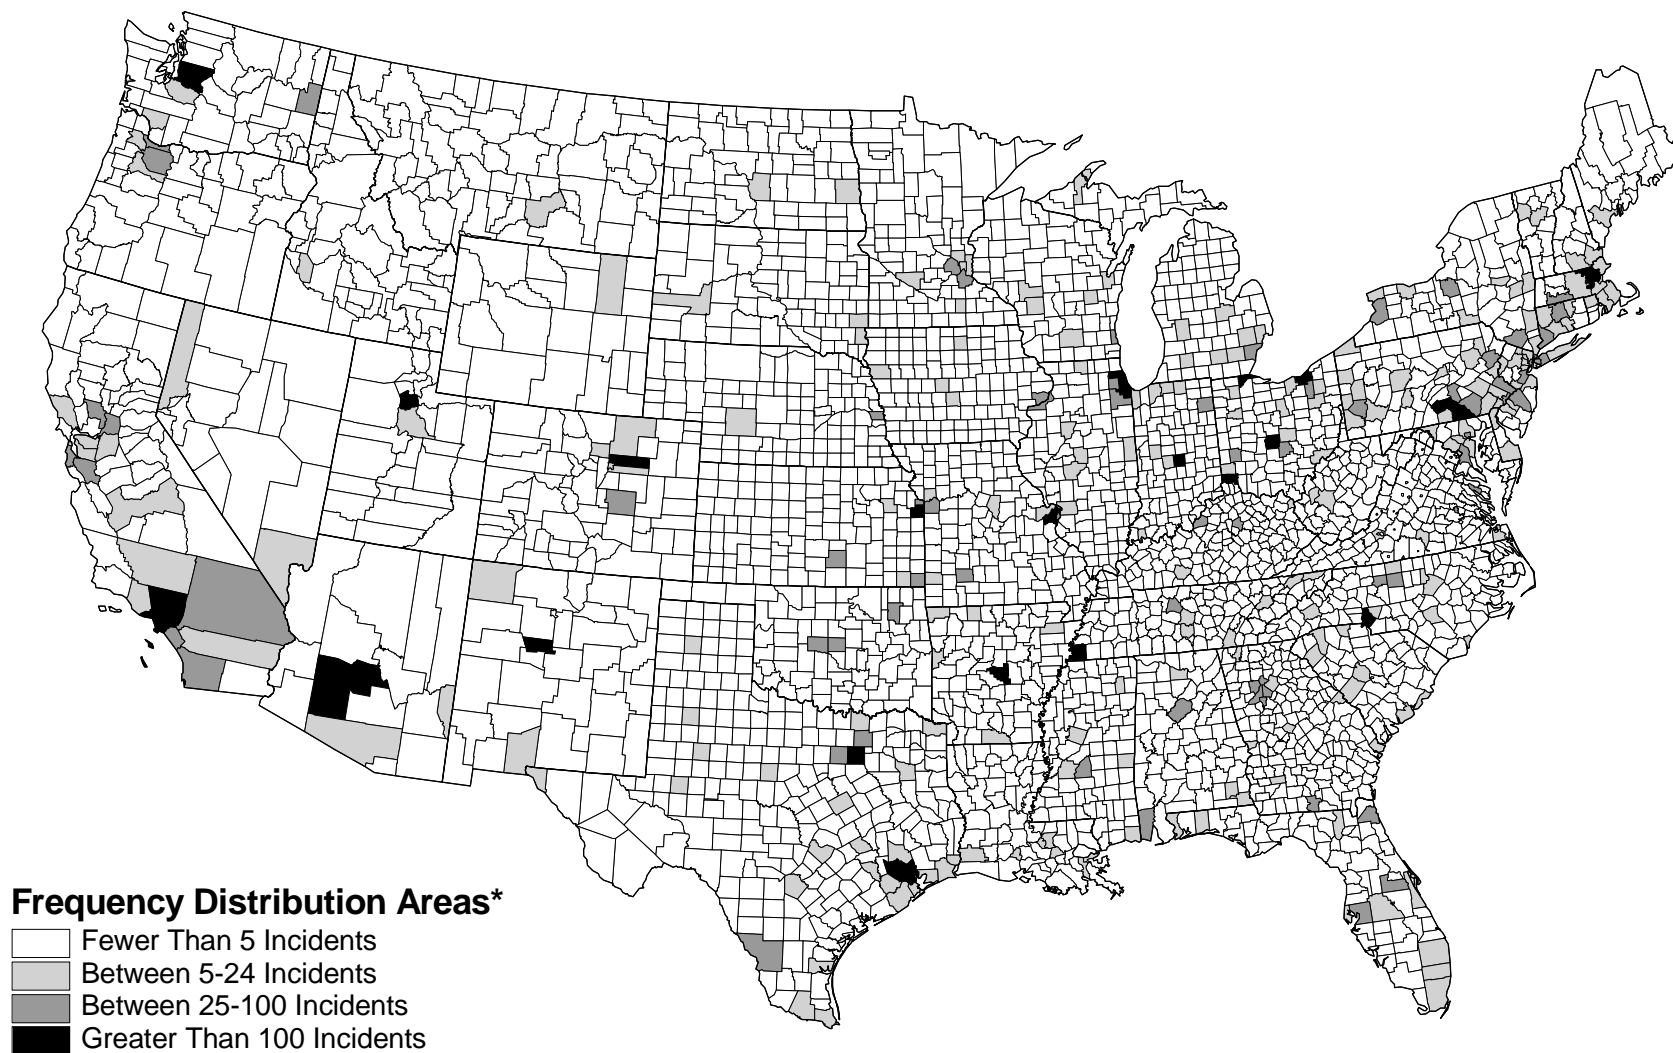 Frequency Distribution Areas*
Fewer Than 5 Incidents
Between 5-24 Incidents
Between 25-100 Incidents
Greater Than 100 Incidents